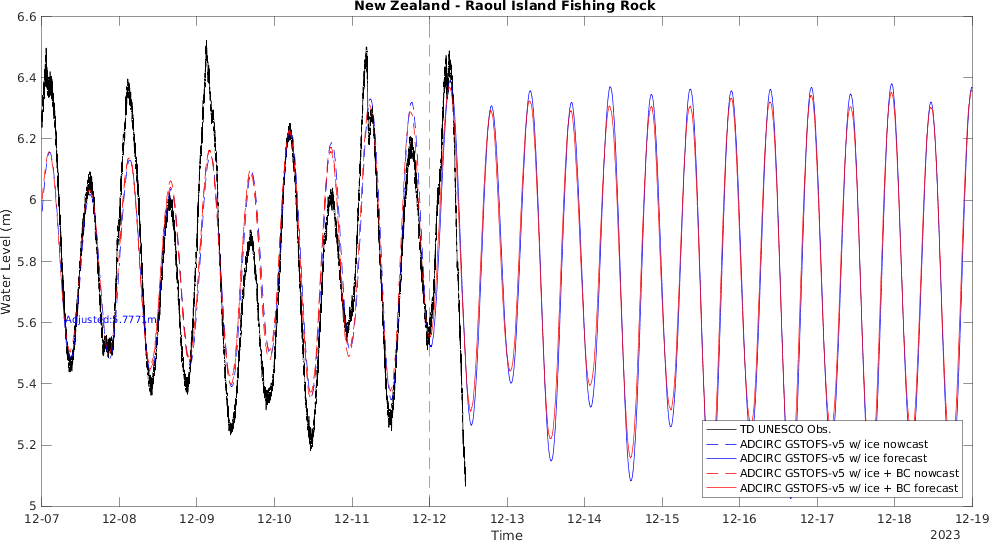 New Zealand - Raoul Island Fishing Rock
6.6
6.4
6.2
6
5.8
5.6
5.4
5.2
5
Water Level (m)
Adjusted:5.7771m
TD UNESCO Obs.
ADCIRC GSTOFS-v5 w/ ice nowcast
ADCIRC GSTOFS-v5 w/ ice forecast
ADCIRC GSTOFS-v5 w/ ice + BC nowcast
ADCIRC GSTOFS-v5 w/ ice + BC forecast
12-07 12-08 12-09 12-10 12-11 12-12 12-13 12-14 12-15 12-16 12-17 12-18 12-19
Time
2023